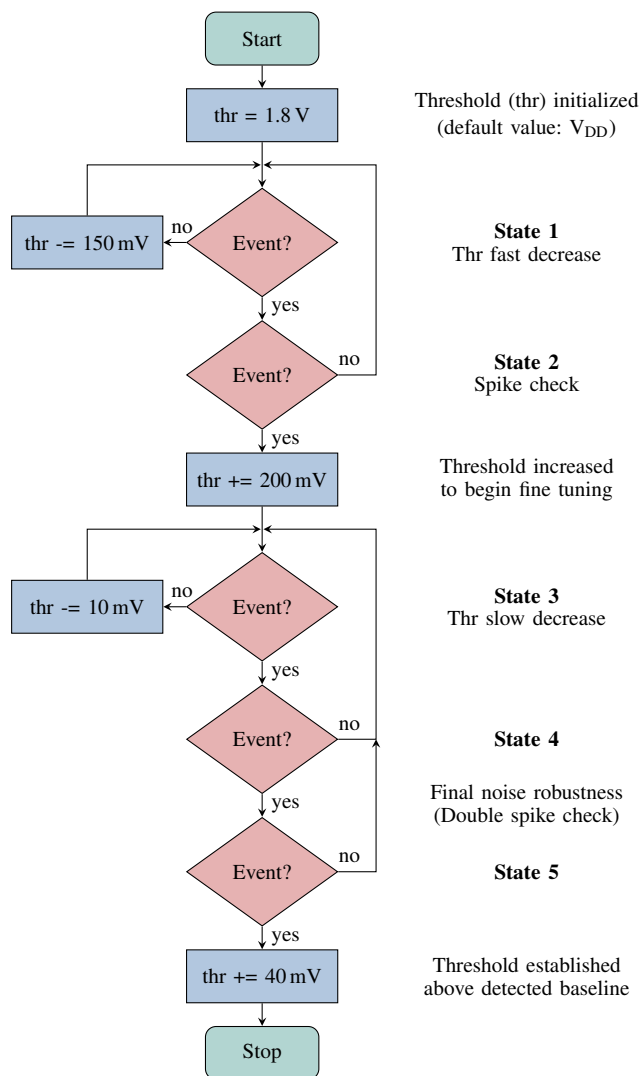 Start
thr = 1.8 V
Threshold (thr) initialized
(default value: V_DD)
thr -= 150 mV
no
Event?
State 1
Thr fast decrease
yes
Event?
no
State 2
Spike check
yes
thr += 200 mV
Threshold increased
to begin fine tuning
thr -= 10 mV
no
Event?
State 3
Thr slow decrease
yes
Event?
no
State 4
yes
Final noise robustness
(Double spike check)
Event?
no
State 5
yes
thr += 40 mV
Threshold established
above detected baseline
Stop